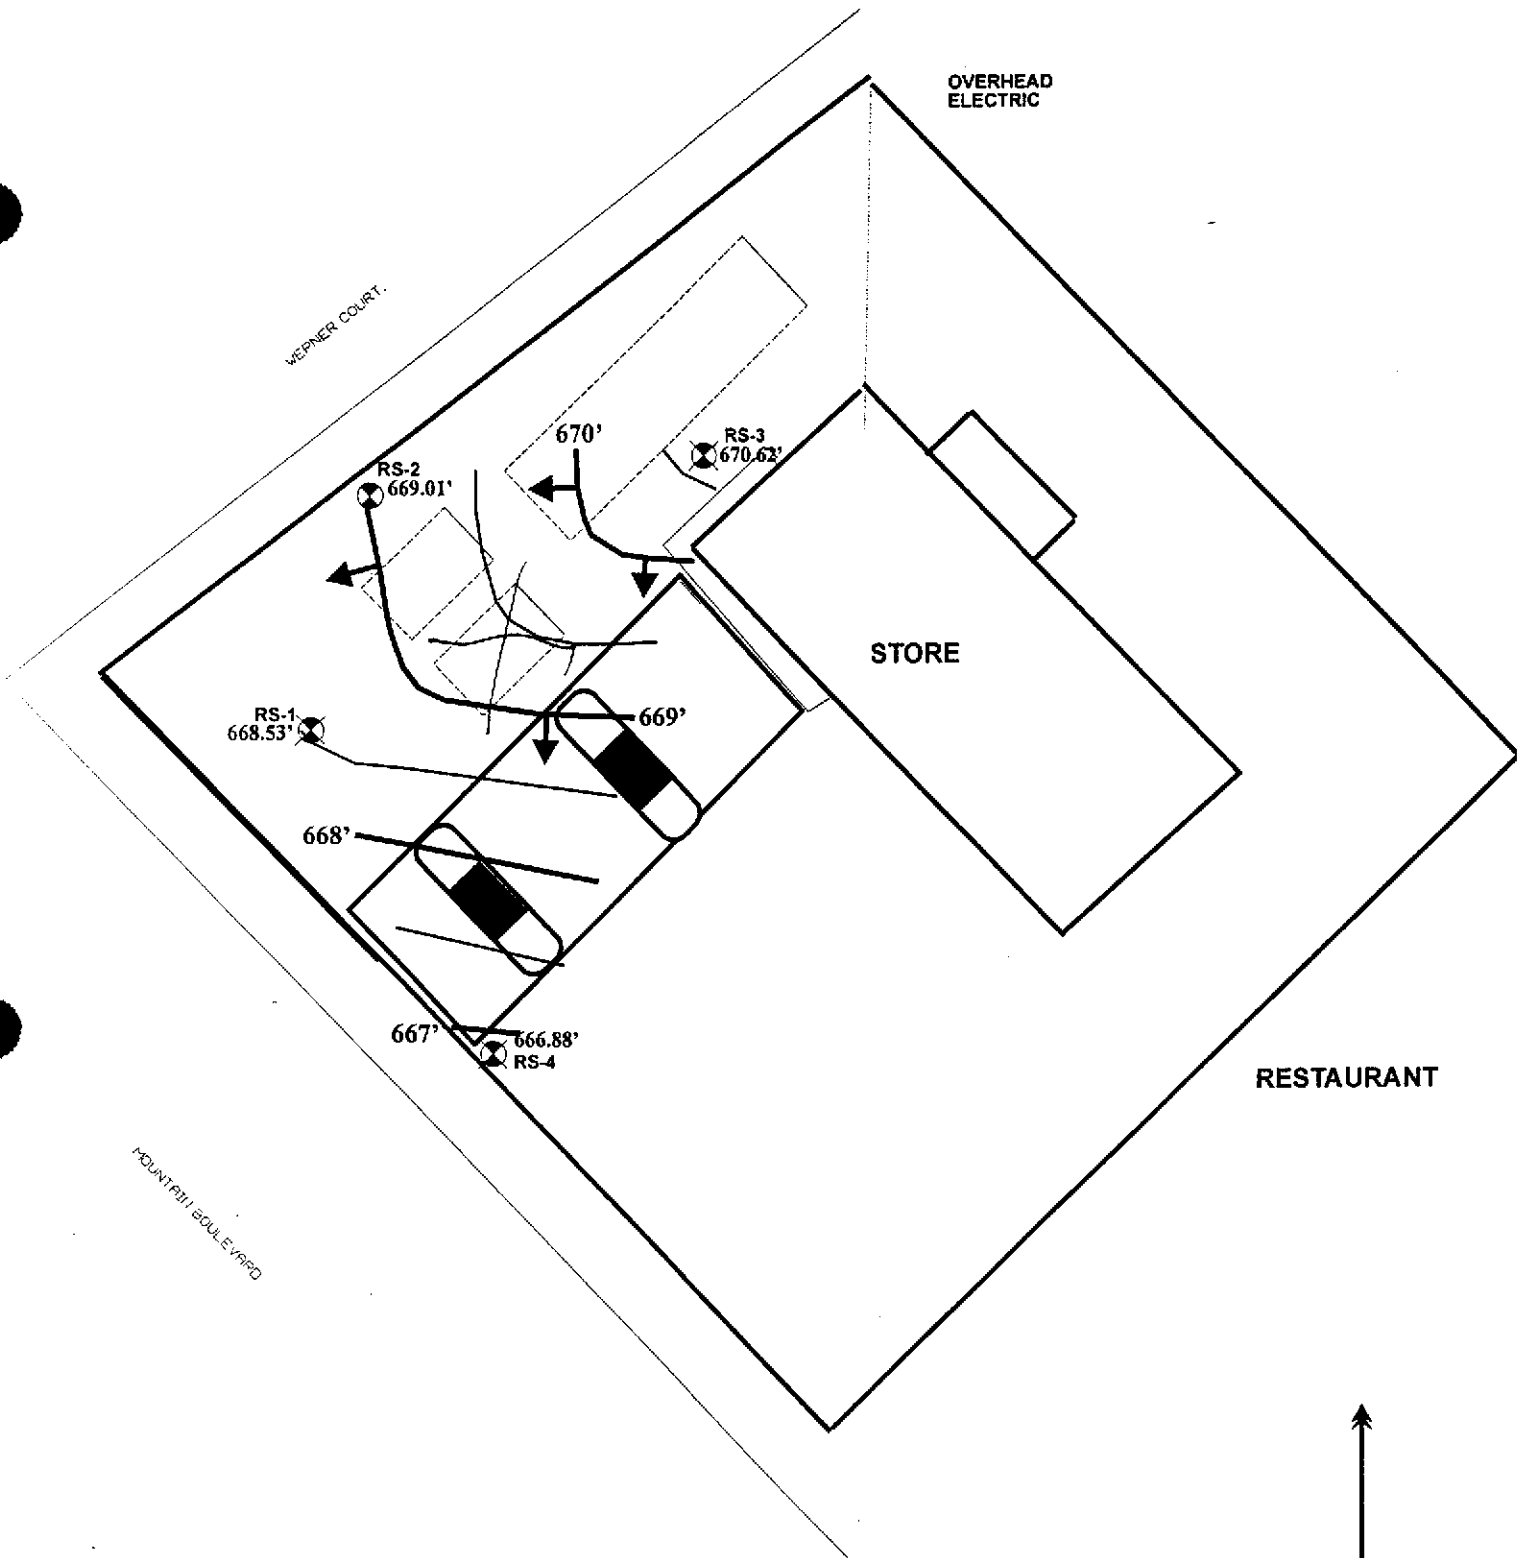 OVERHEAD
ELECTRIC
WERNER COURT.
670'
RS-3
670.62'
RS-2
669.01'
STORE
RS-1
668.53'
669'
668'
667'
666.88'
RS-4
RESTAURANT
MOUNTAIN BOULEVARD